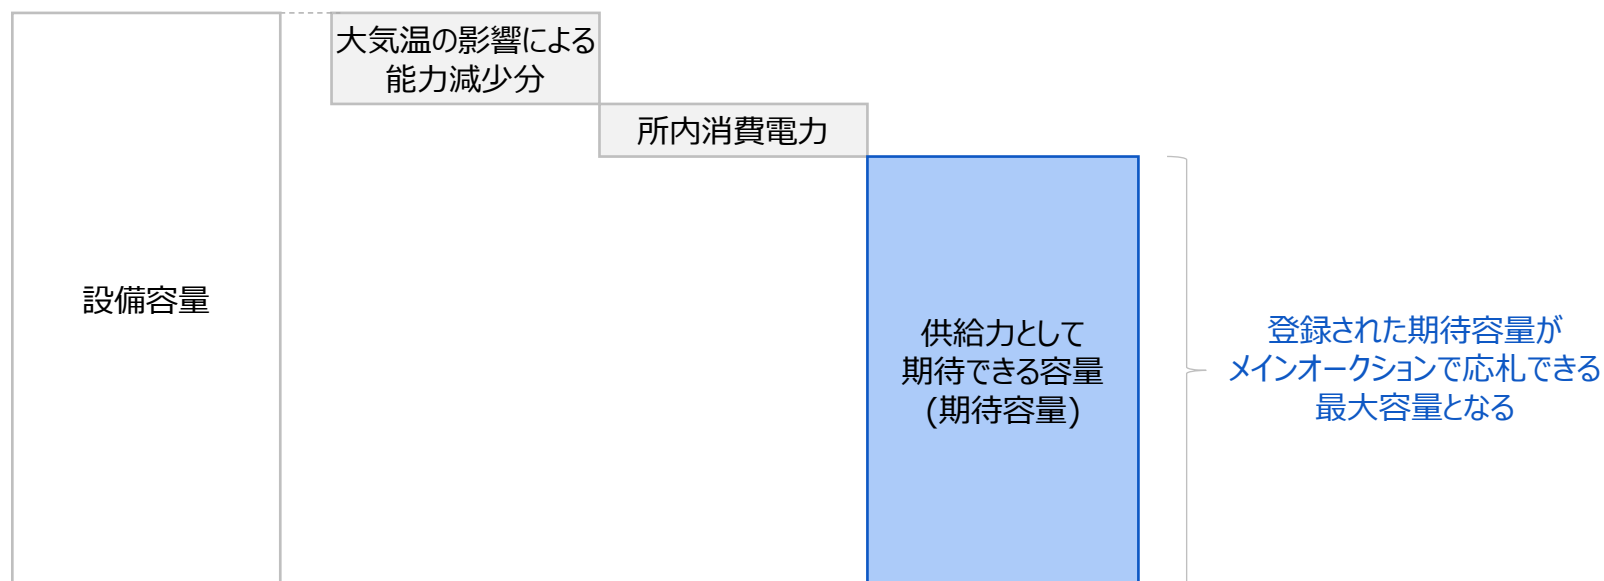 大気温の影響による
能力減少分
所内消費電力
設備容量
供給力として
期待できる容量
(期待容量)
登録された期待容量が
メインオークションで応札できる
最大容量となる